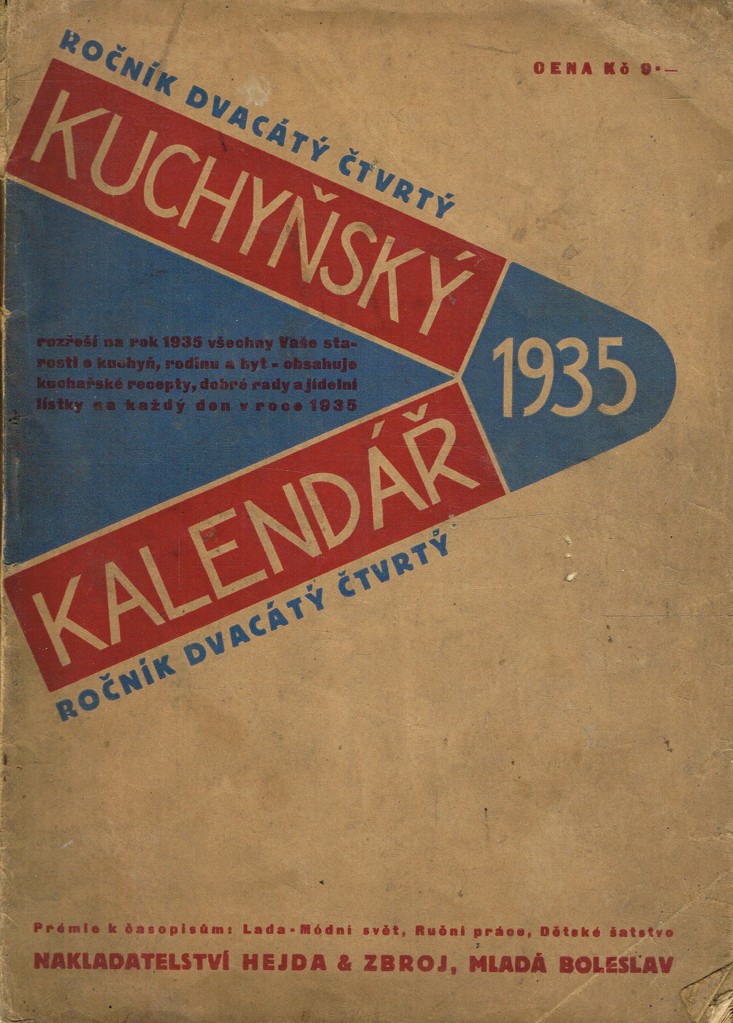 ROČNÍK DVACÁTÝ ČTVRTÝ
CENA Kč 9·—
KUCHYŇSKÝ
1935
rozřeší na rok 1935 všechny Vaše sta-
rosti o kuchyň, rodinu a byt - obsahuje
kuchařské recepty, dobré rady a jídelní
lístky na každý den v roce 1935
KALENDÁŘ
ROČNÍK DVACÁTÝ ČTVRTÝ
Prémie k časopisům: Lada - Módní svět, Ruční práce, Dětské šatstvo
NAKLADATELSTVÍ HEJDA & ZBROJ, MLADÁ BOLESLAV